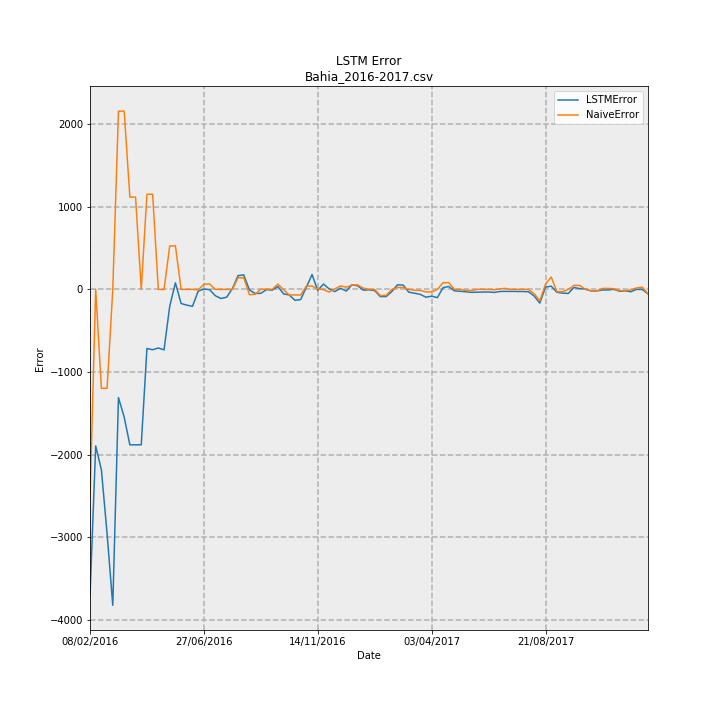 LSTM Error
Bahia_2016-2017.csv
LSTMError
NaiveError
2000
1000
0
−1000
−2000
−3000
−4000
Error
08/02/2016
27/06/2016
14/11/2016
03/04/2017
21/08/2017
Date